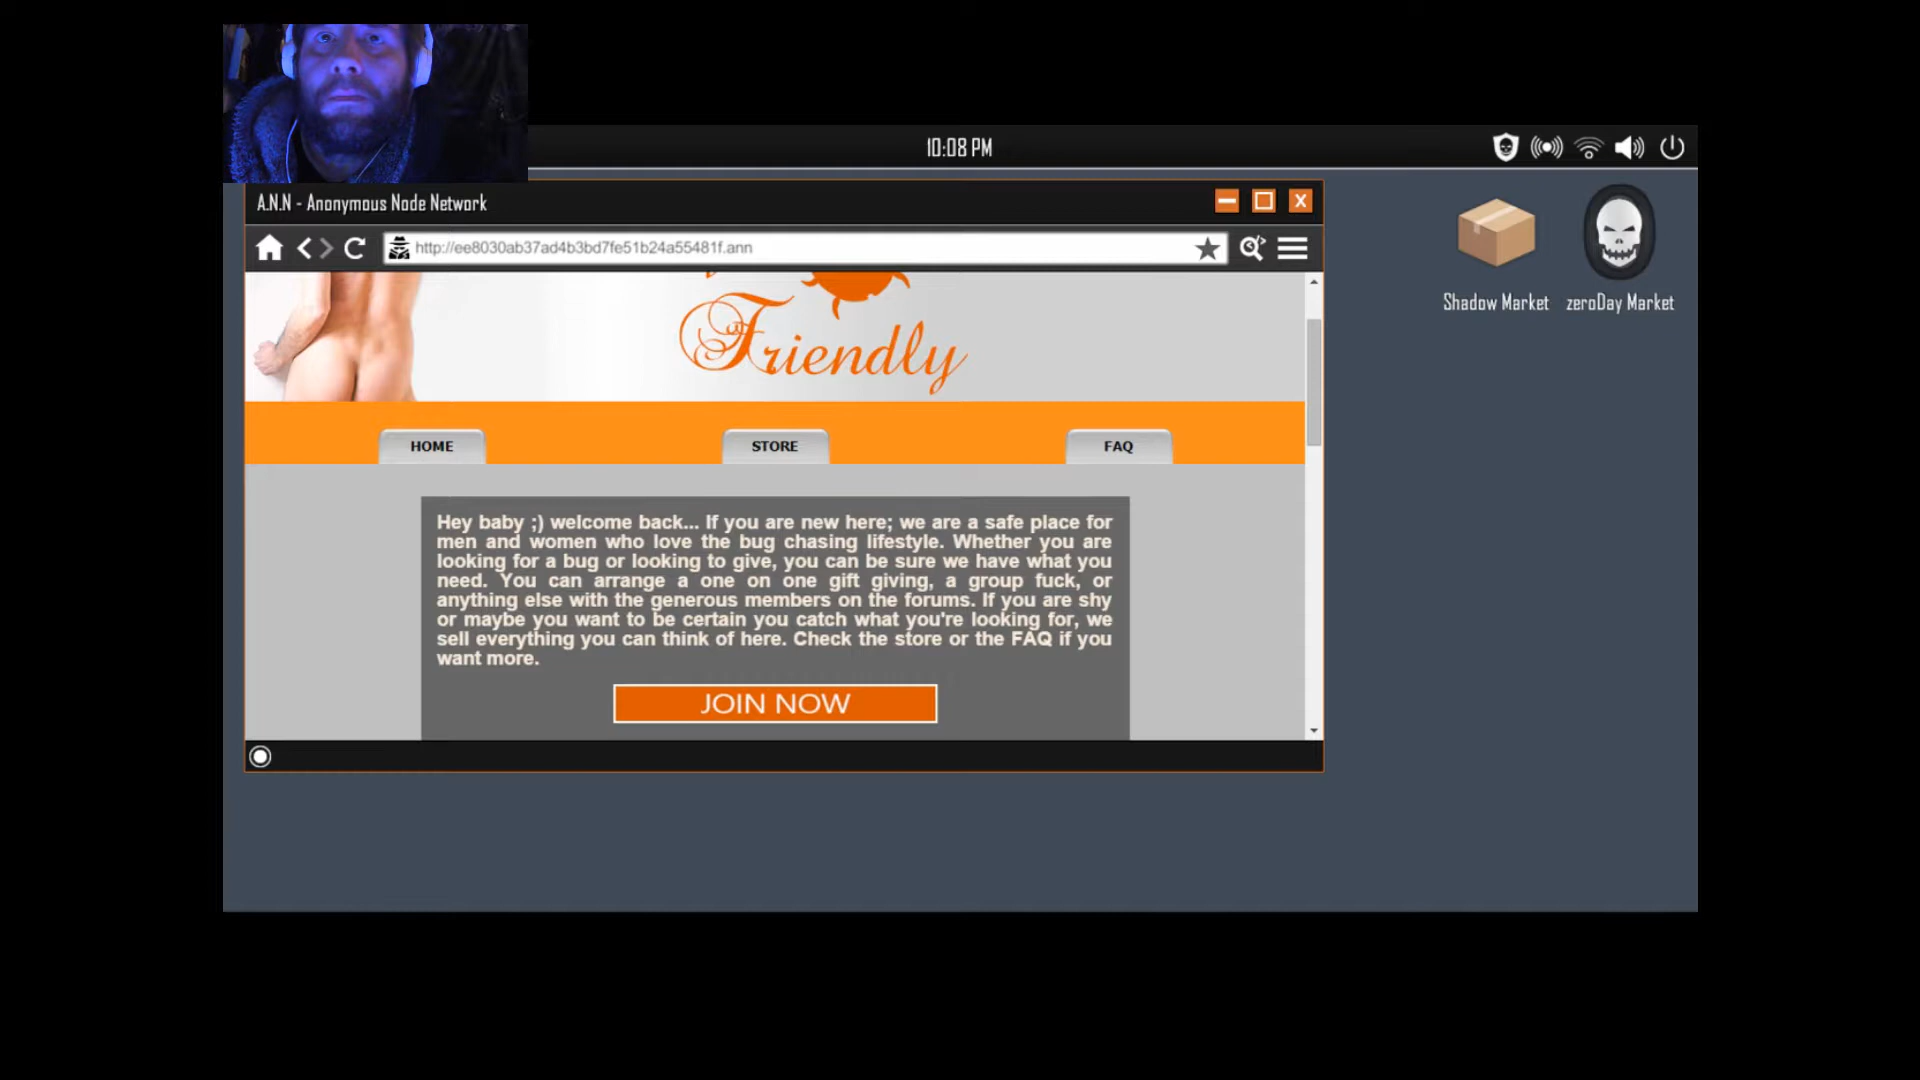 10:08 PM
A.N.N - Anonymous Node Network
http://ee8030ab37ad4b3bd7fe51b24a55481f.ann
Shadow Market
zeroDay Market
Friendly
HOME
STORE
FAQ
Hey baby ;) welcome back... If you are new here; we are a safe place for
men and women who love the bug chasing lifestyle. Whether you are
looking for a bug or looking to give, you can be sure we have what you
need. You can arrange a one on one gift giving, a group fuck, or
anything else with the generous members on the forums. If you are shy
or maybe you want to be certain you catch what you're looking for, we
sell everything you can think of here. Check the store or the FAQ if you
want more.
JOIN NOW